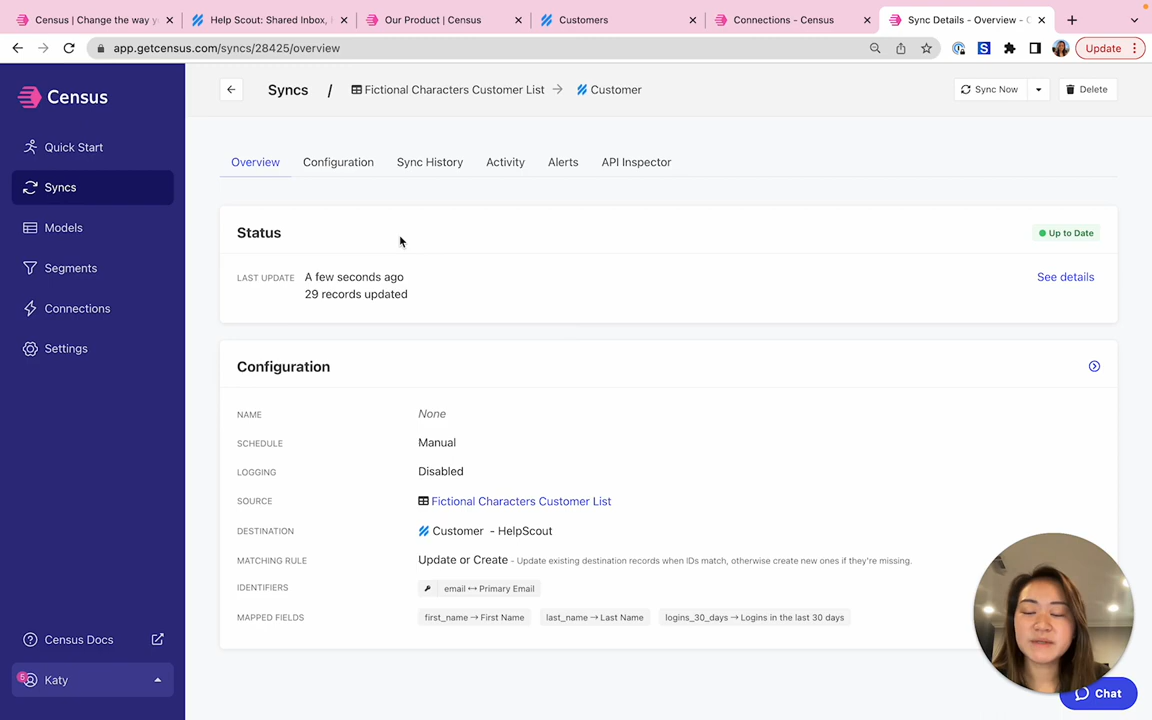 Census | Change the way y
Help Scout: Shared Inbox,
Our Product | Census
Customers
Connections - Census
Sync Details - Overview -
app.getcensus.com/syncs/28425/overview
Update
Census
Syncs / Fictional Characters Customer List → Customer
Sync Now
Delete
Quick Start
Syncs
Models
Segments
Connections
Settings
Census Docs
5
Katy
Overview
Configuration
Sync History
Activity
Alerts
API Inspector
Status
Up to Date
LAST UPDATE A few seconds ago
29 records updated
See details
Configuration
NAME None
SCHEDULE Manual
LOGGING Disabled
SOURCE Fictional Characters Customer List
DESTINATION Customer - HelpScout
MATCHING RULE Update or Create - Update existing destination records when IDs match, otherwise create new ones if they're missing.
IDENTIFIERS email ↔ Primary Email
MAPPED FIELDS first_name → First Name last_name → Last Name logins_30_days → Logins in the last 30 days
Chat